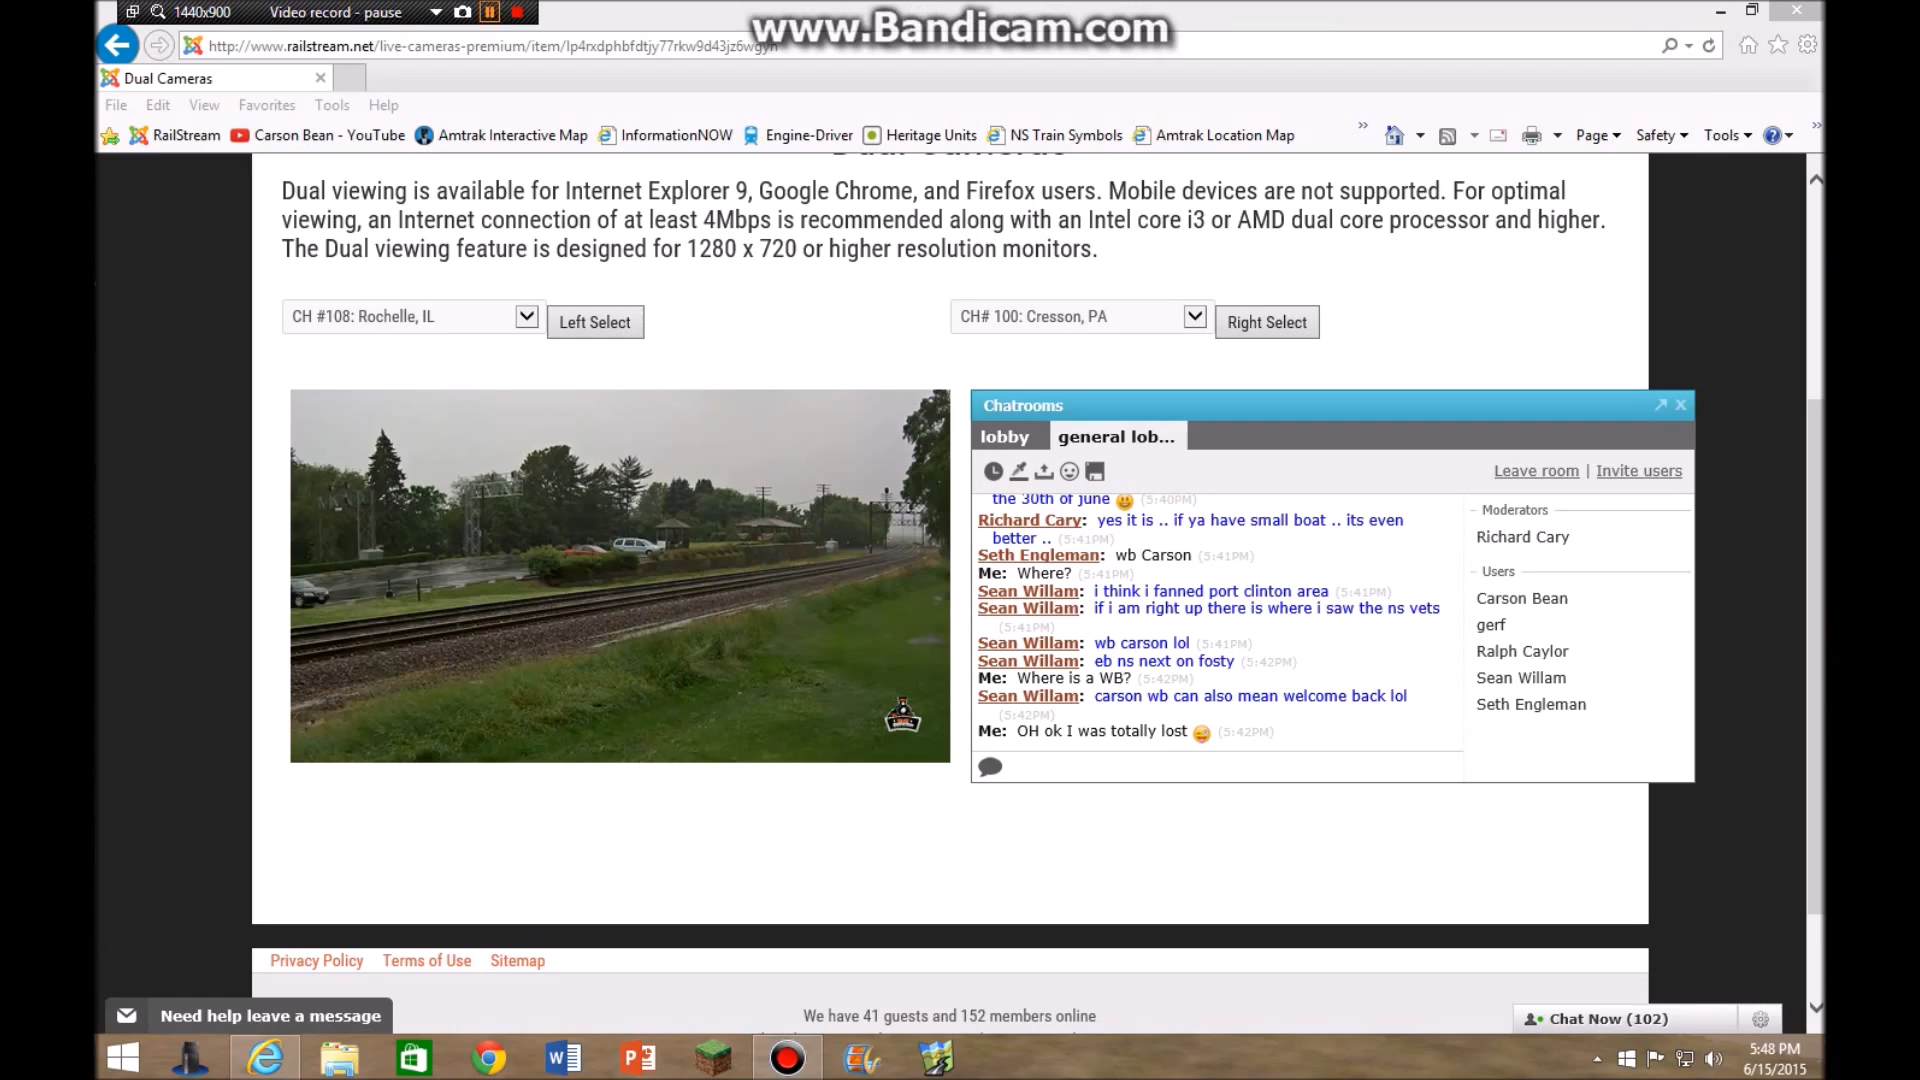 1440x900 Video record - pause
www.Bandicam.com
http://www.railstream.net/live-cameras-premium/item/lp4rxdphbfdtjy77rkw9d43jz6wgyn
Dual Cameras
File Edit View Favorites Tools Help
RailStream Carson Bean - YouTube Amtrak Interactive Map InformationNOW Engine-Driver Heritage Units NS Train Symbols Amtrak Location Map Page Safety Tools
Dual Cameras
Dual viewing is available for Internet Explorer 9, Google Chrome, and Firefox users. Mobile devices are not supported. For optimal
viewing, an Internet connection of at least 4Mbps is recommended along with an Intel core i3 or AMD dual core processor and higher.
The Dual viewing feature is designed for 1280 x 720 or higher resolution monitors.
CH #108: Rochelle, IL Left Select CH# 100: Cresson, PA Right Select
Chatrooms
lobby general lob...
Leave room | Invite users
the 30th of june (5:40PM)
Richard Cary: yes it is .. if ya have small boat .. its even
better .. (5:41PM)
Seth Engleman: wb Carson (5:41PM)
Me: Where? (5:41PM)
Sean Willam: i think i fanned port clinton area (5:41PM)
Sean Willam: if i am right up there is where i saw the ns vets
(5:41PM)
Sean Willam: wb carson lol (5:41PM)
Sean Willam: eb ns next on fosty (5:42PM)
Me: Where is a WB? (5:42PM)
Sean Willam: carson wb can also mean welcome back lol
(5:42PM)
Me: OH ok I was totally lost (5:42PM)
Moderators
Richard Cary
Users
Carson Bean
gerf
Ralph Caylor
Sean Willam
Seth Engleman
Privacy Policy Terms of Use Sitemap
We have 41 guests and 152 members online
Need help leave a message
Chat Now (102)
5:48 PM
6/15/2015